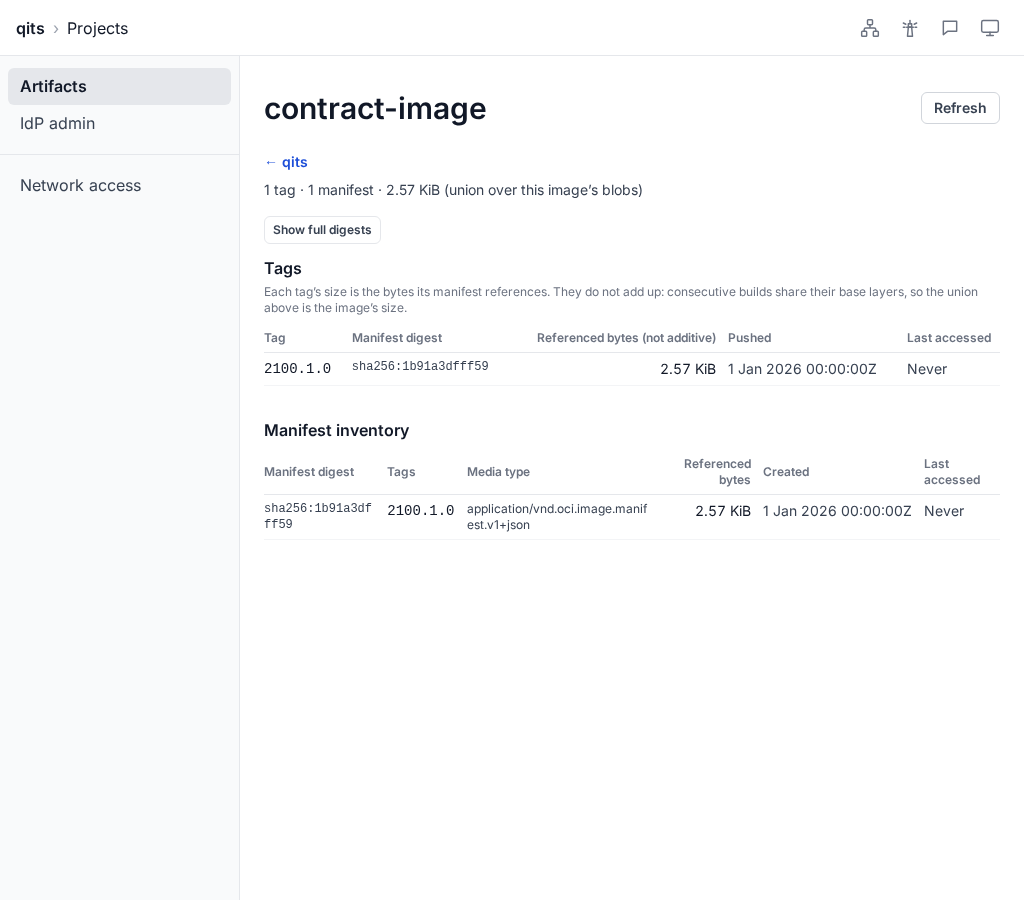 qits › Projects
Artifacts
IdP admin
Network access
contract-image
Refresh
← qits
1 tag · 1 manifest · 2.57 KiB (union over this image’s blobs)
Show full digests
Tags
Each tag’s size is the bytes its manifest references. They do not add up: consecutive builds share their base layers, so the union
above is the image’s size.
Tag Manifest digest Referenced bytes (not additive) Pushed Last accessed
2100.1.0 sha256:1b91a3dfff59 2.57 KiB 1 Jan 2026 00:00:00Z Never
Manifest inventory
Manifest digest Tags Media type Referenced bytes Created Last accessed
sha256:1b91a3df 2100.1.0 application/vnd.oci.image.manif 2.57 KiB 1 Jan 2026 00:00:00Z Never
ff59 est.v1+json